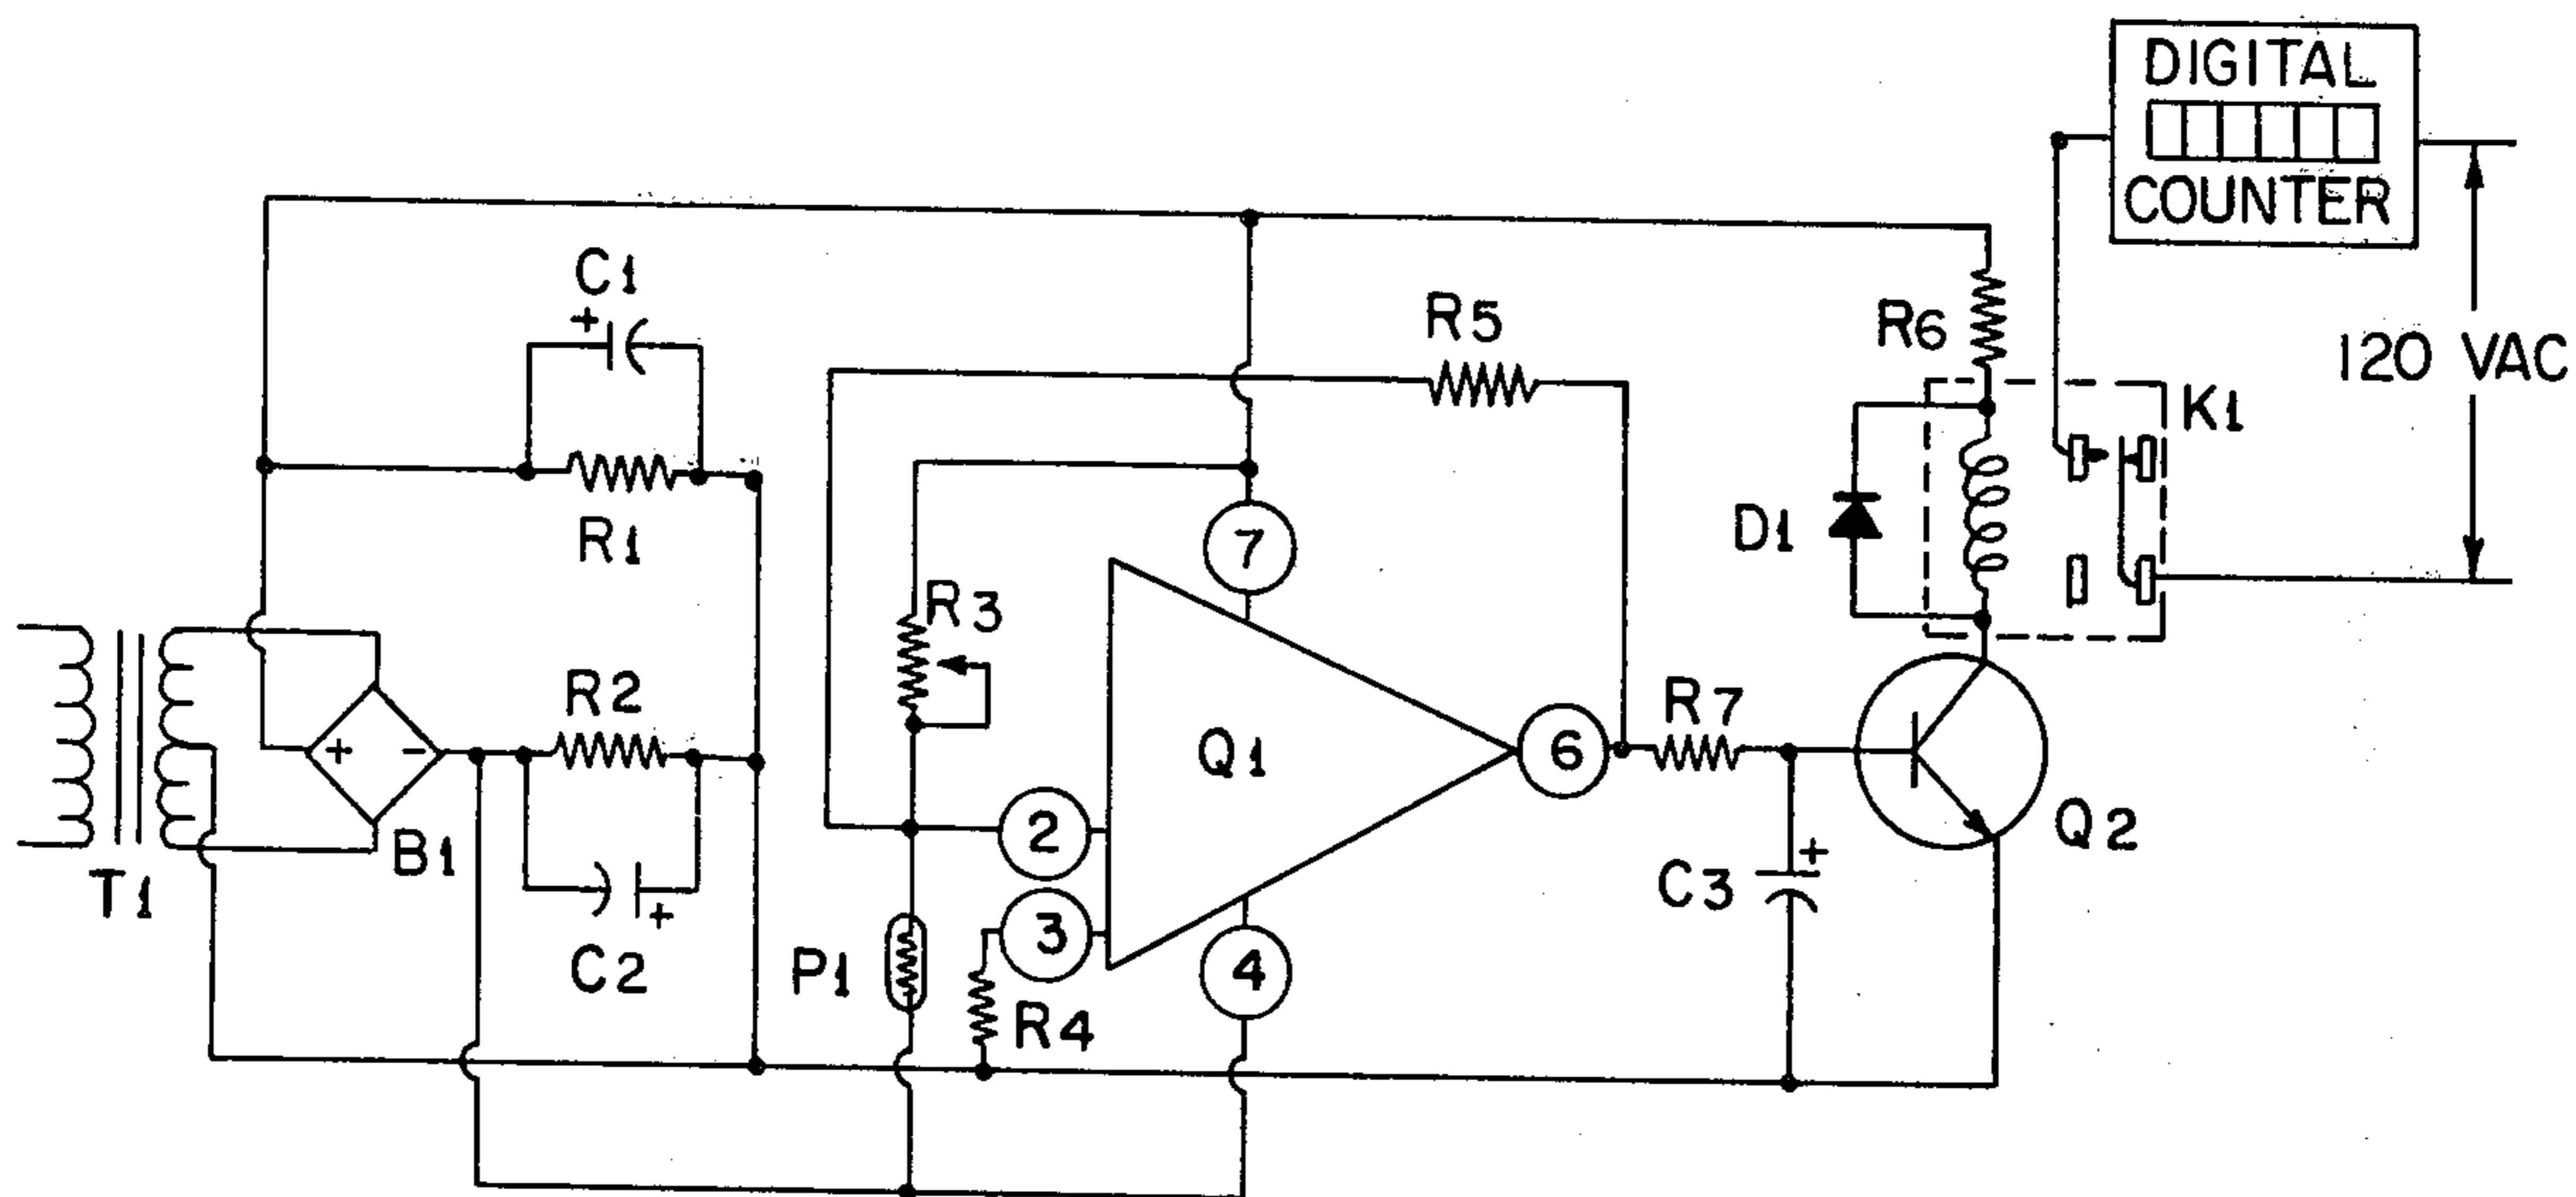 DIGITAL
COUNTER
C1
+
R5
R6
120 VAC
K1
R1
7
D1
R3
R2
R7
+ -
Q1
6
2
B1
Q2
+
T1
3
C3
+
C2
P1
4
R4